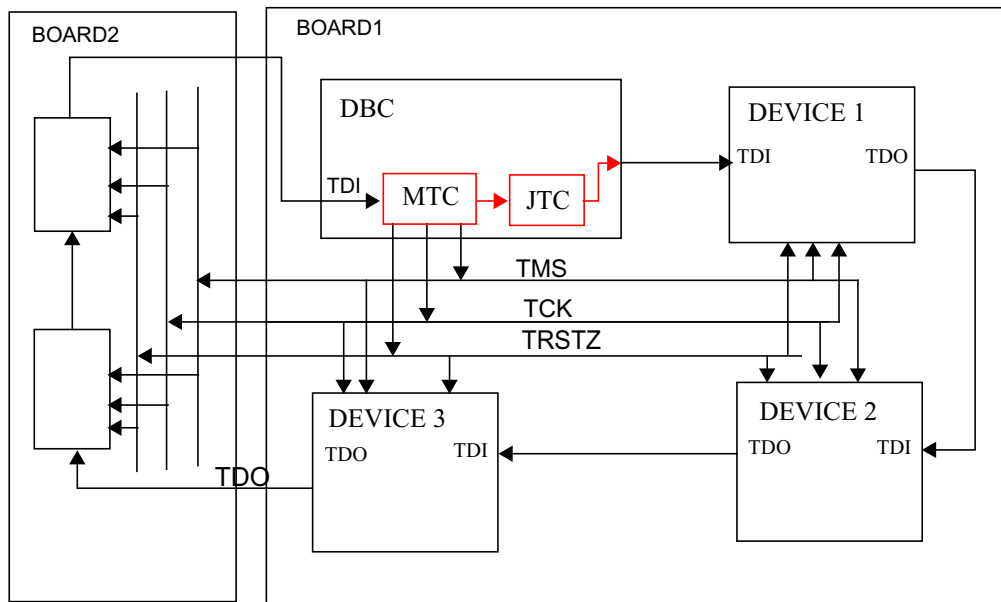 BOARD2
BOARD1
DBC
DEVICE 1
TDI
TDO
TDI
MTC
JTC
TMS
TCK
TRSTZ
DEVICE 3
DEVICE 2
TDO
TDI
TDO
TDI
TDO